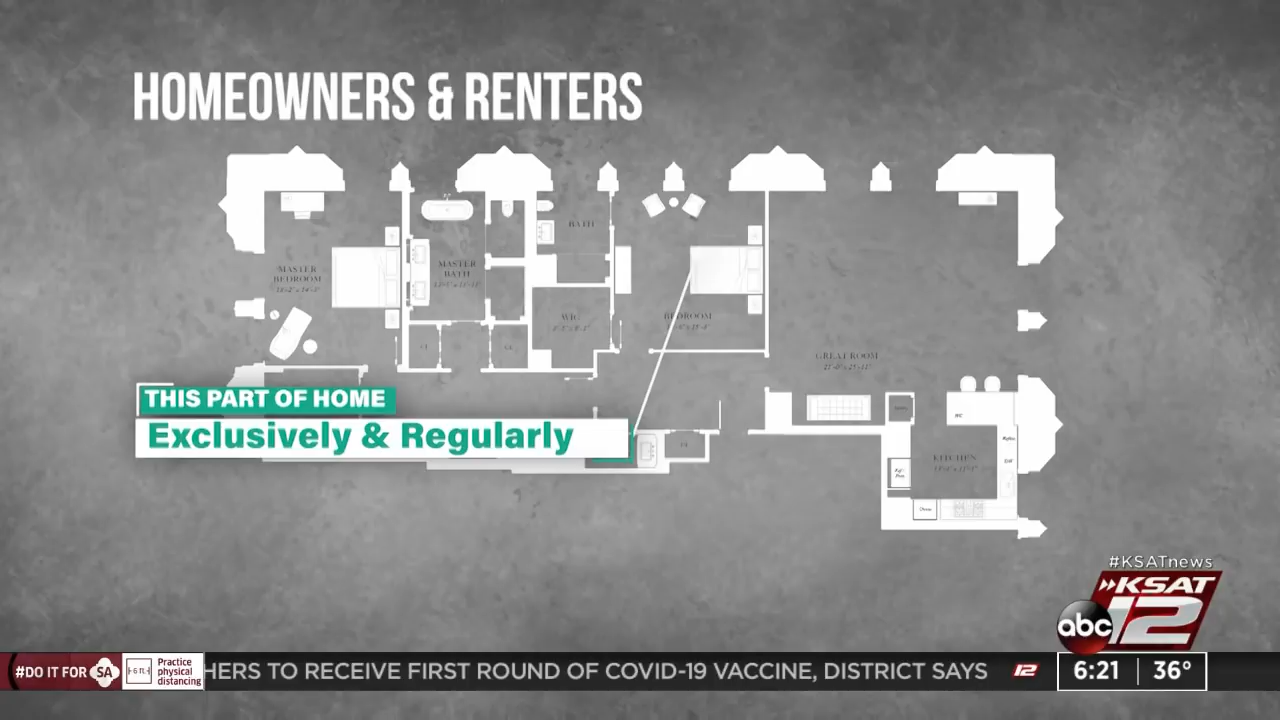 HOMEOWNERS & RENTERS
BATH
MASTER
BEDROOM
MASTER
BATH
BEDROOM
GREAT ROOM
THIS PART OF HOME
Exclusively & Regularly
KITCHEN
#KSATnews
KSAT
abc 12
#DO IT FOR SA
6 ft.
Practice
physical
distancing
HERS TO RECEIVE FIRST ROUND OF COVID-19 VACCINE, DISTRICT SAYS
12
6:21
36°